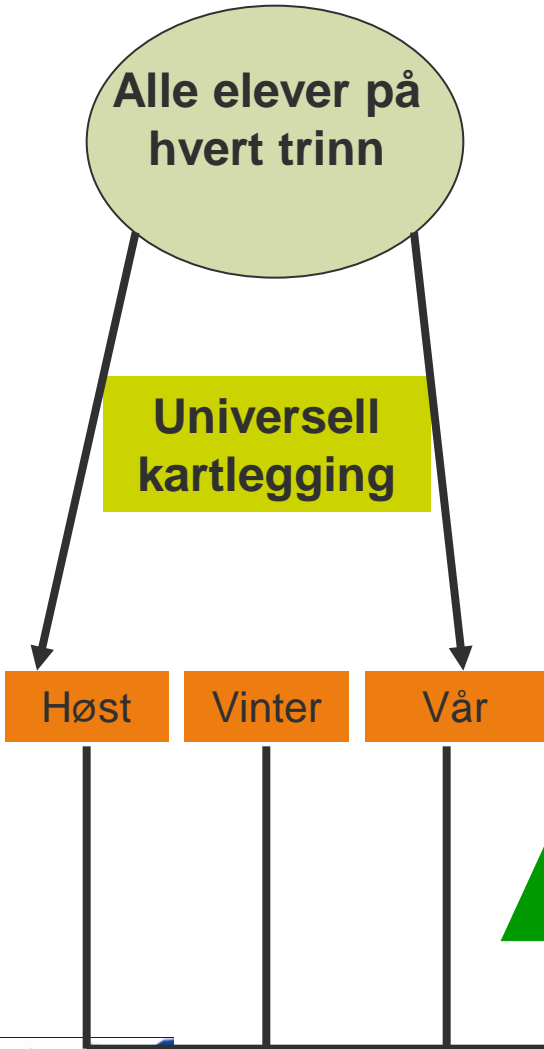 Alle elever på
hvert trinn
Universell
kartlegging
Høst
Vinter
Vår